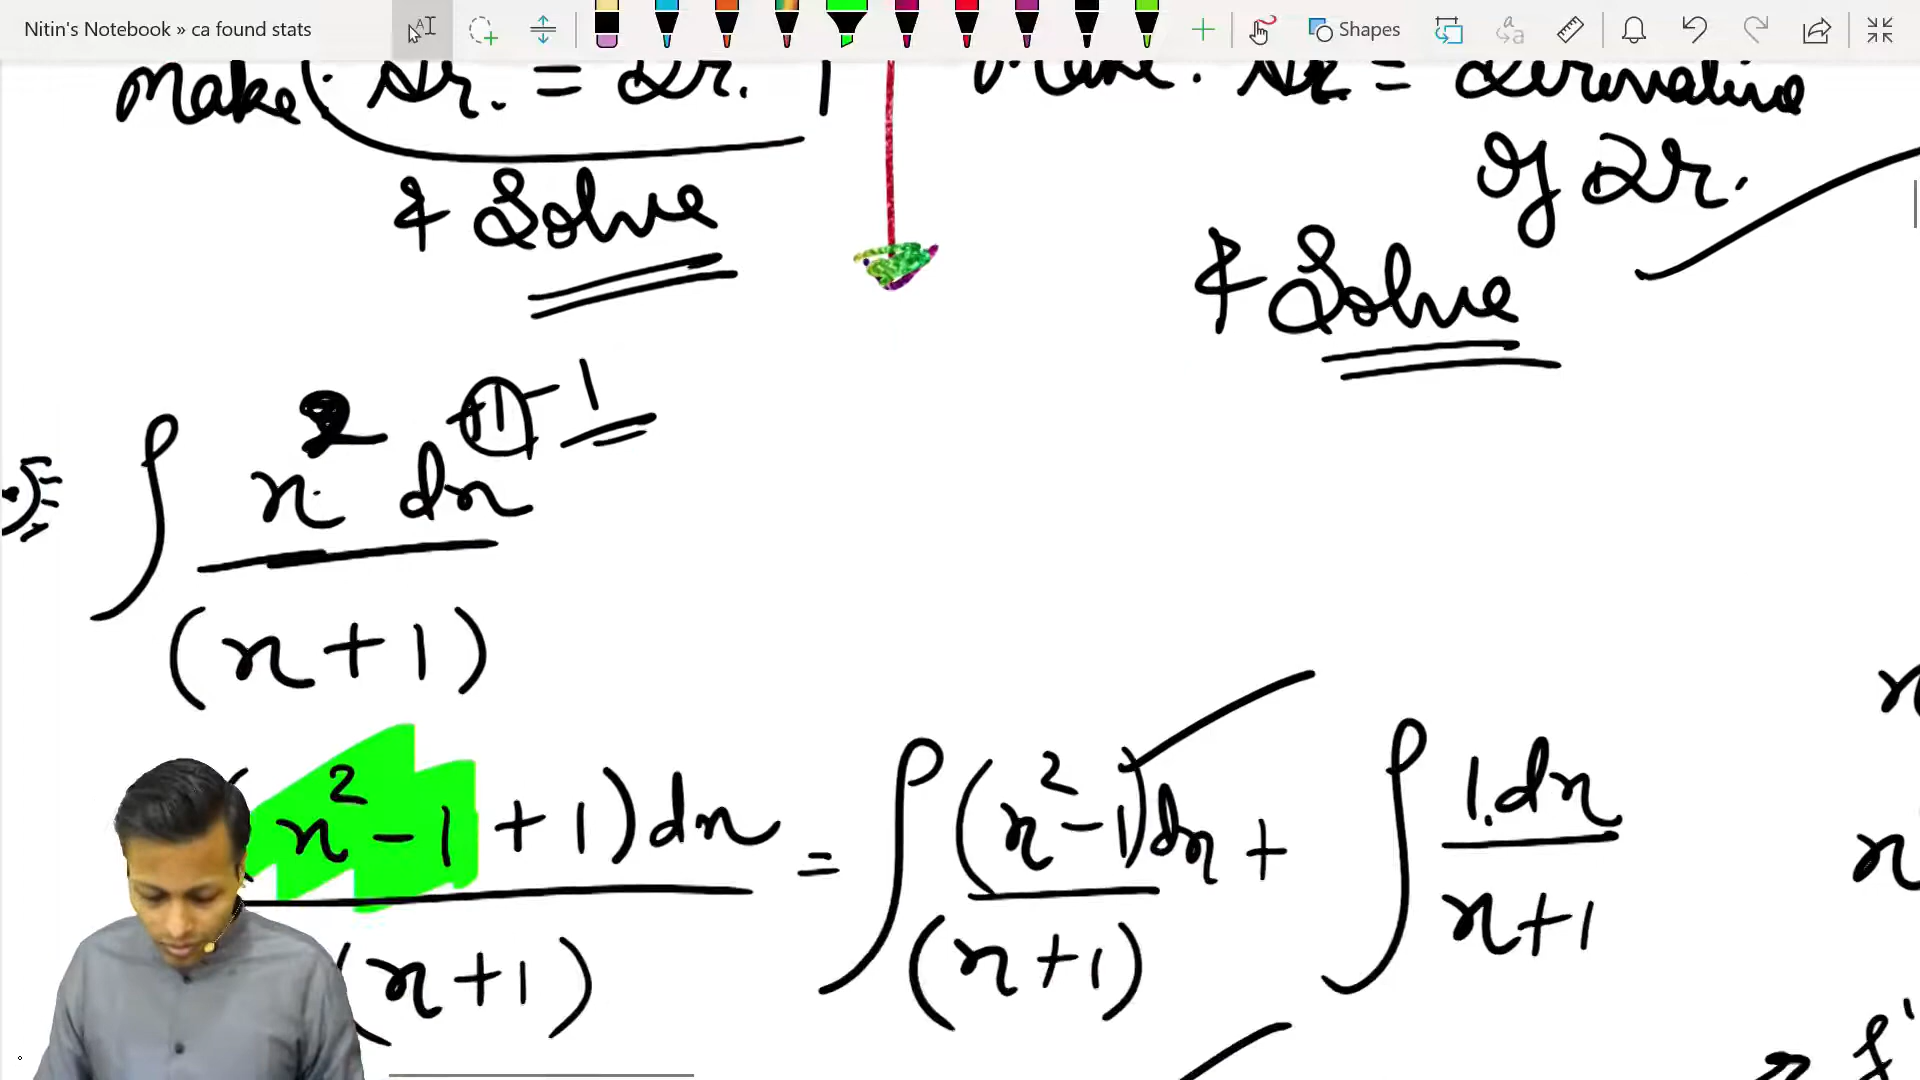 Nitin's Notebook » ca found stats
Shapes
Make Nr. = Dr.
& Solve
Make Nr = Derivative
of Dr.
& Solve
∫ x² dx / (x + 1) +1 -1
(x² - 1 + 1) dx / (x + 1) = ∫ (x² - 1) dx / (x + 1) + ∫ 1.dx / x + 1